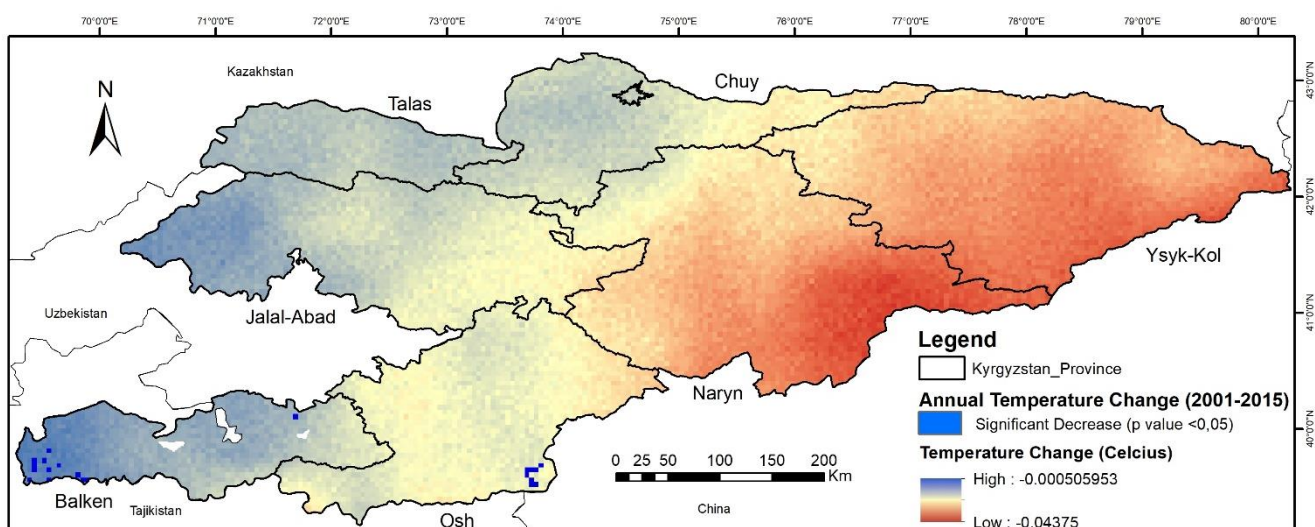 70°0'0"E 71°0'0"E 72°0'0"E 73°0'0"E 74°0'0"E 75°0'0"E 76°0'0"E 77°0'0"E 78°0'0"E 79°0'0"E 80°0'0"E
N
Kazakhstan
Talas
Chuy
43°0'0"N
42°0'0"N
41°0'0"N
40°0'0"N
Ysyk-Kol
Uzbekistan
Jalal-Abad
Naryn
Balken
Tajikistan
Osh
China
0 25 50 100 150 200
Km
Legend
Kyrgyzstan_Province
Annual Temperature Change (2001-2015)
Significant Decrease (p value <0,05)
Temperature Change (Celcius)
High : -0.000505953
Low : -0.04375